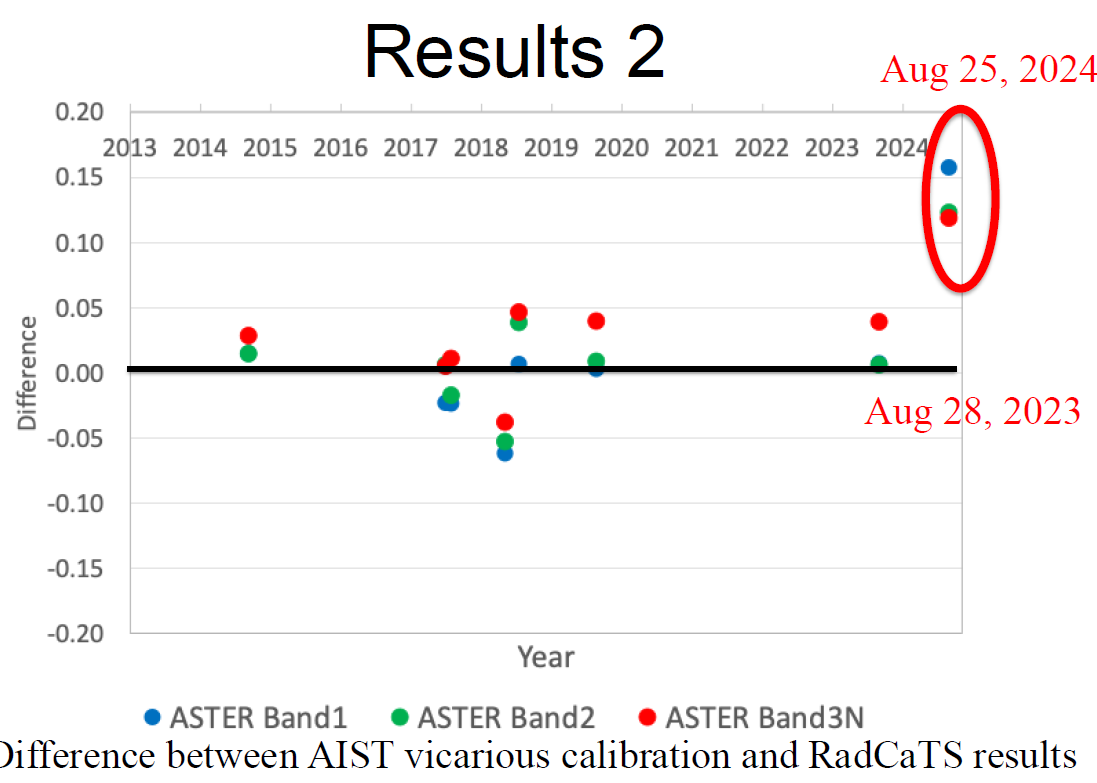 Results 2
Aug 25, 2024
0.20
2013 2014 2015 2016 2017 2018 2019 2020 2021 2022 2023 2024
0.15
0.10
0.05
0.00
Difference
Aug 28, 2023
-0.05
-0.10
-0.15
-0.20
Year
ASTER Band1 ASTER Band2 ASTER Band3N
Difference between AIST vicarious calibration and RadCaTS results